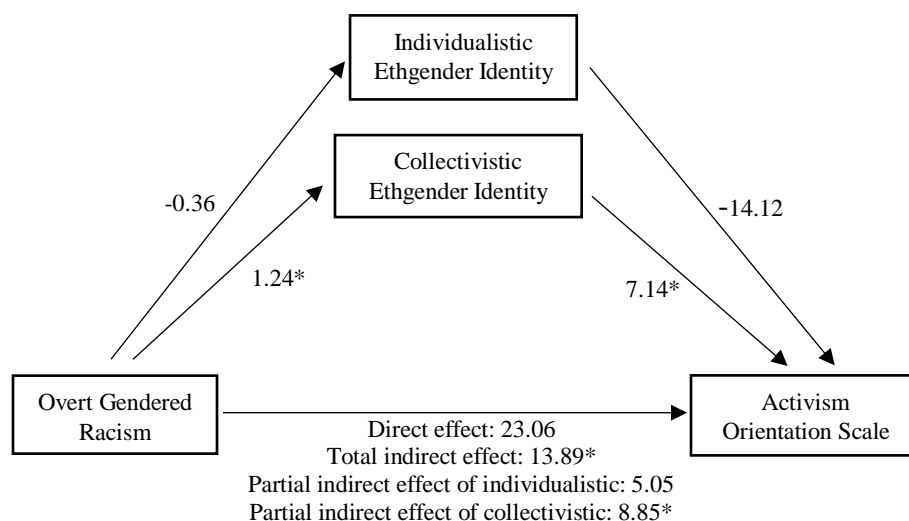 Individualistic
Ethgender Identity
Collectivistic
Ethgender Identity
-0.36
-14.12
1.24*
7.14*
Overt Gendered
Racism
Activism
Orientation Scale
Direct effect: 23.06
Total indirect effect: 13.89*
Partial indirect effect of individualistic: 5.05
Partial indirect effect of collectivistic: 8.85*